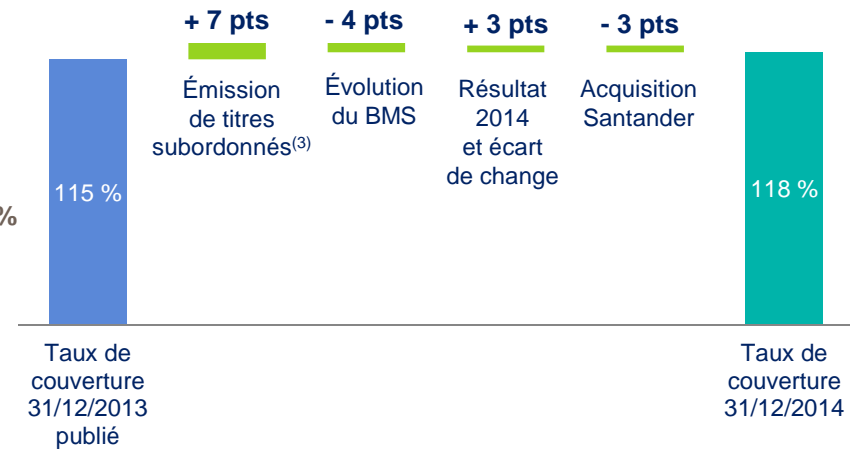 + 7 pts
- 4 pts
+ 3 pts
- 3 pts
Émission
de titres
subordonnés(3)
Évolution
du BMS
Résultat
2014
et écart
de change
Acquisition
Santander
115 %
%
118 %
Taux de
couverture
31/12/2013
publié
Taux de
couverture
31/12/2014